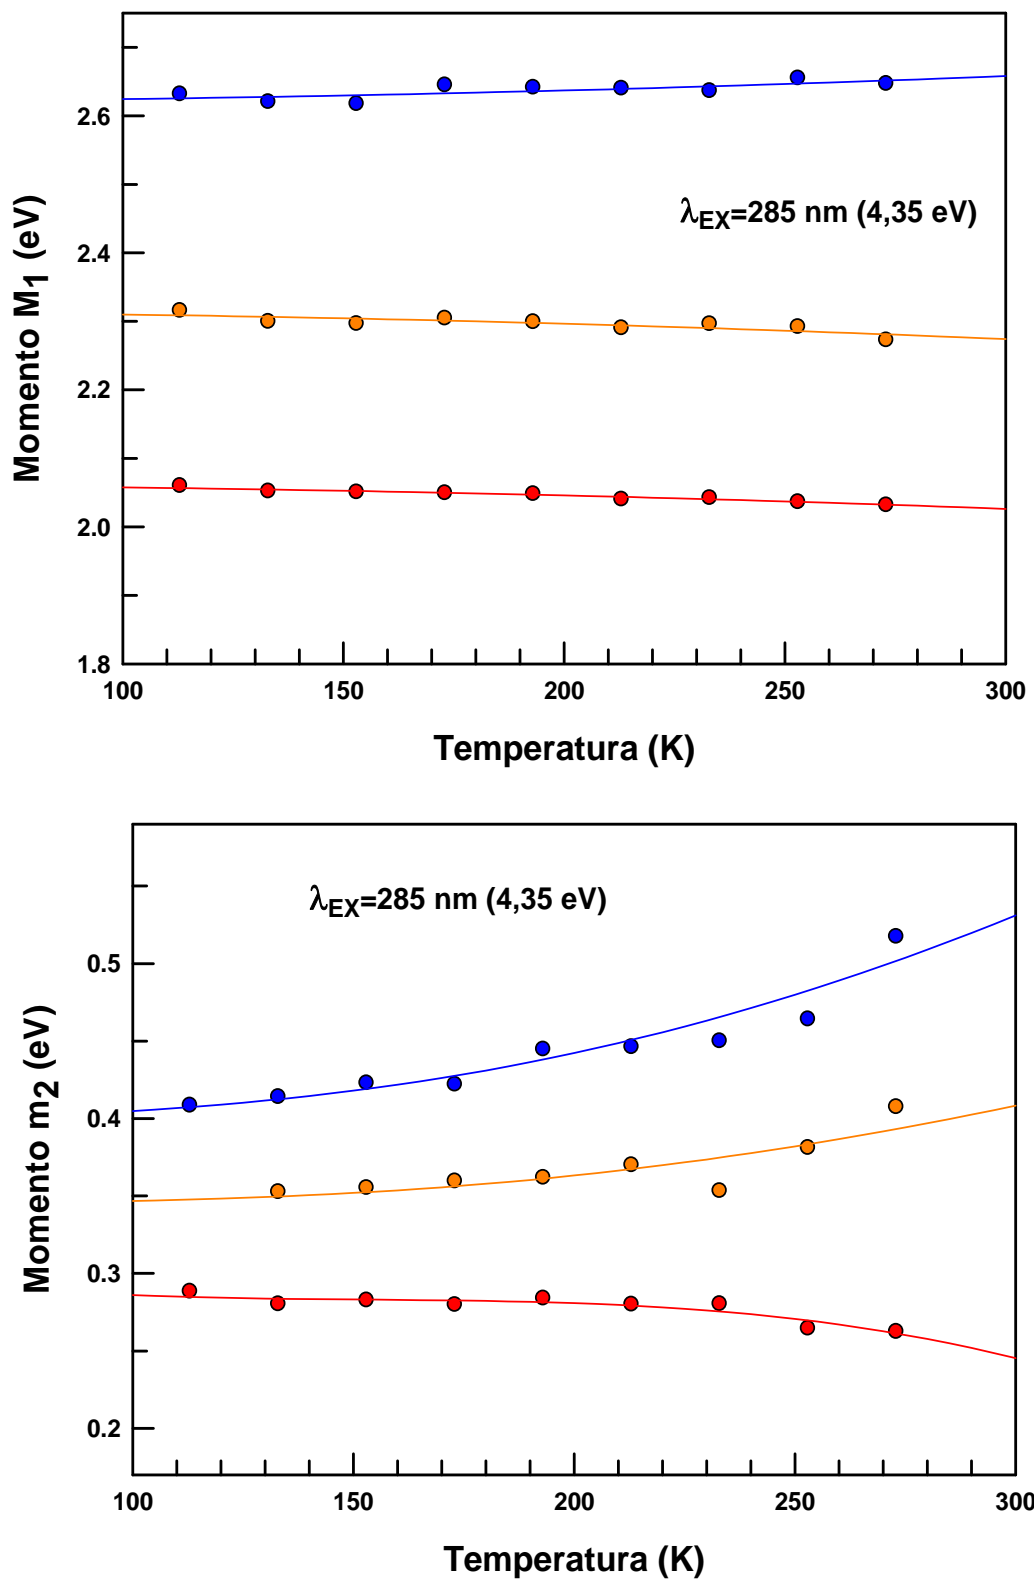 2.6
2.4
2.2
2.0
1.8
Momento M1 (eV)
λEX=285 nm (4,35 eV)
100 150 200 250 300
Temperatura (K)
λEX=285 nm (4,35 eV)
0.5
0.4
0.3
0.2
Momento m2 (eV)
100 150 200 250 300
Temperatura (K)